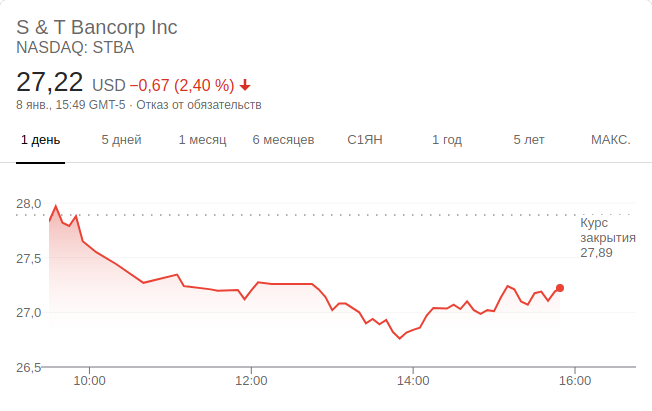 S & T Bancorp Inc
NASDAQ: STBA
27,22 USD −0,67 (2,40 %)
8 янв., 15:49 GMT-5 · Отказ от обязательств
1 день 5 дней 1 месяц 6 месяцев С1ЯН 1 год 5 лет МАКС.
28,0
Курс
закрытия
27,89
27,5
27,0
26,5
10:00 12:00 14:00 16:00